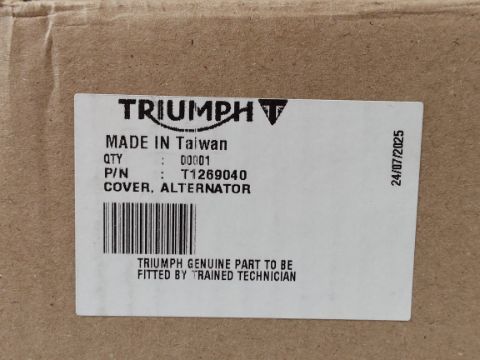 TRIUMPH
MADE IN Taiwan
QTY : 00001
P/N : T1269040
COVER, ALTERNATOR
TRIUMPH GENUINE PART TO BE
FITTED BY TRAINED TECHNICIAN
24/07/2025